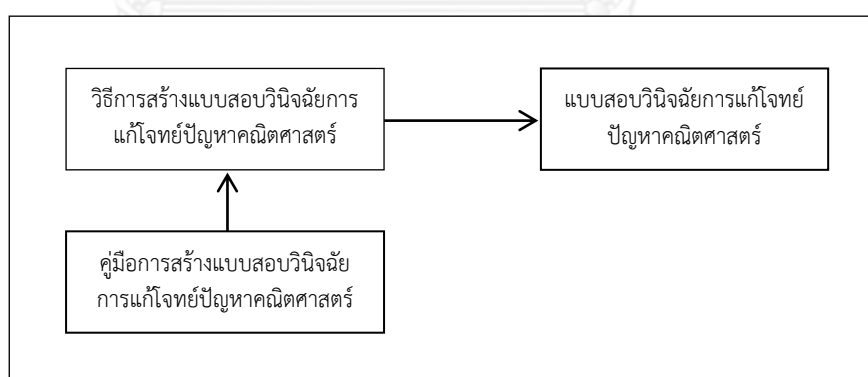 วิธีการสร้างแบบสอบวินิจฉัยการ
แก้โจทย์ปัญหาคณิตศาสตร์
แบบสอบวินิจฉัยการแก้โจทย์
ปัญหาคณิตศาสตร์
คู่มือการสร้างแบบสอบวินิจฉัย
การแก้โจทย์ปัญหาคณิตศาสตร์